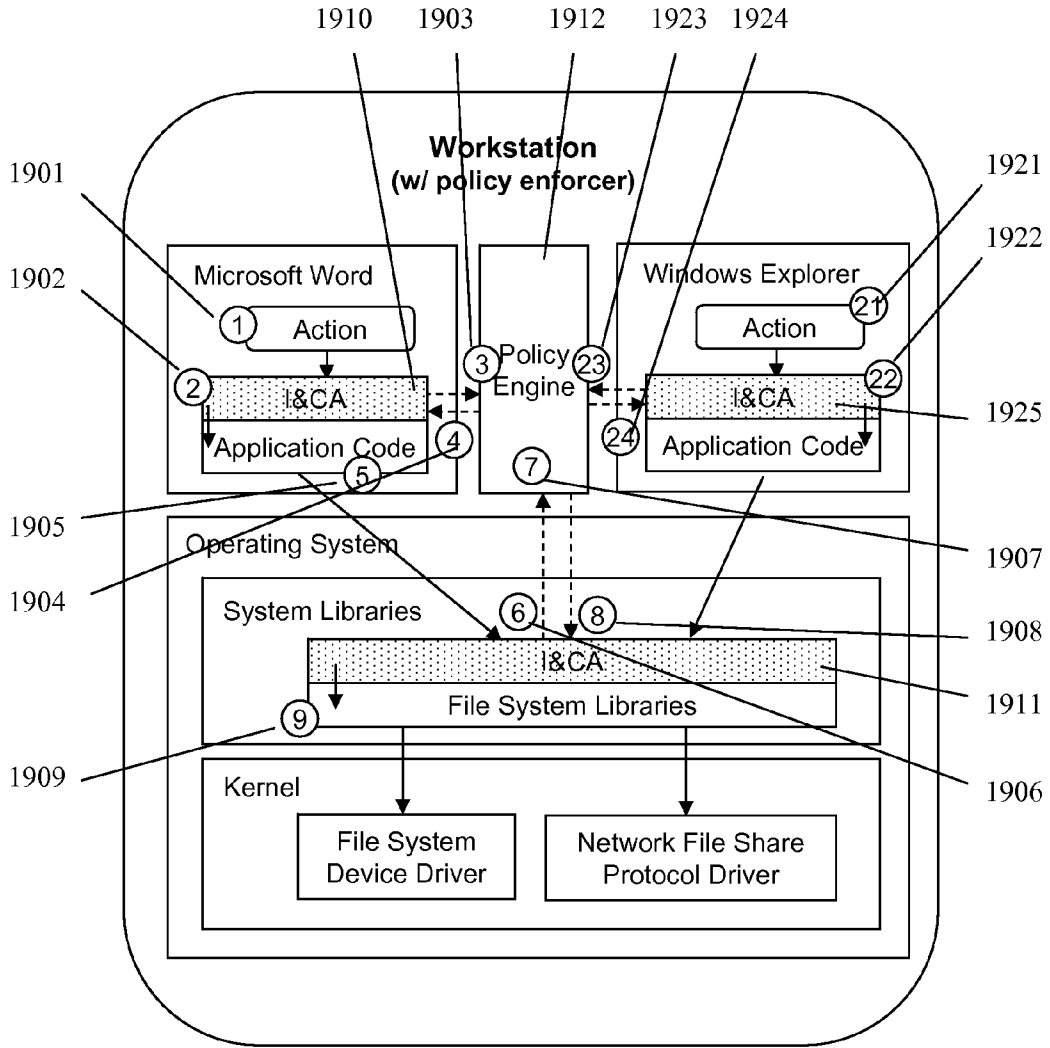 1910 1903 1912 1923 1924
Workstation
(w/ policy enforcer)
1901
1921
1902
1922
Microsoft Word
Windows Explorer
1
Action
21
Action
2
3
Policy
Engine
23
22
I&CA
I&CA
1925
4
24
Application Code
Application Code
5
7
1905
Operating System
1907
1904
System Libraries
6
8
1908
I&CA
1911
9
File System Libraries
1909
1906
Kernel
File System
Device Driver
Network File Share
Protocol Driver